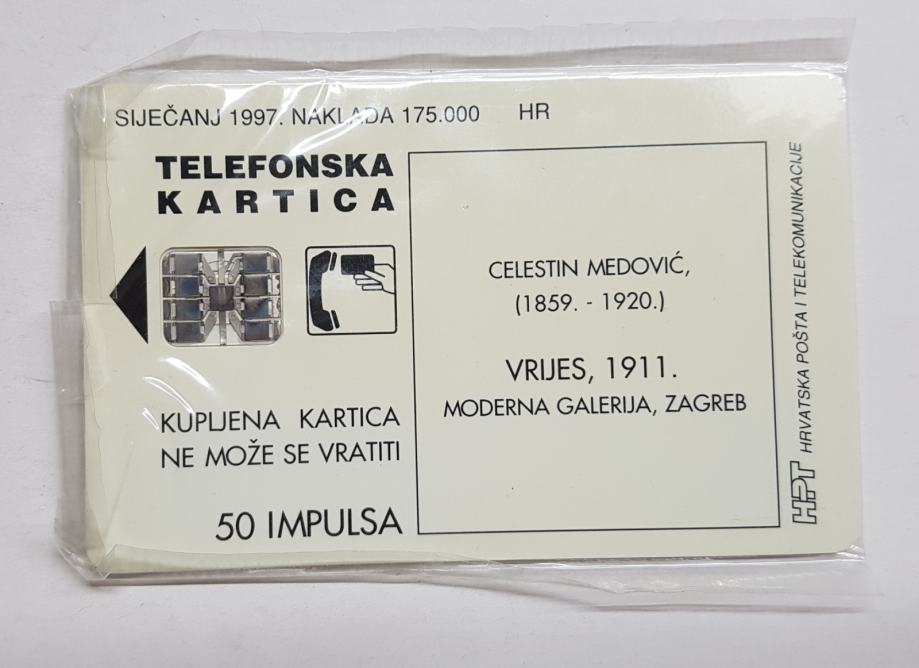 SIJEČANJ 1997. NAKLADA 175.000 HR
TELEFONSKA
KARTICA
KUPLJENA KARTICA
NE MOŽE SE VRATITI
50 IMPULSA
CELESTIN MEDOVIĆ,
(1859. - 1920.)
VRIJES, 1911.
MODERNA GALERIJA, ZAGREB
HPT HRVATSKA POŠTA I TELEKOMUNIKACIJE